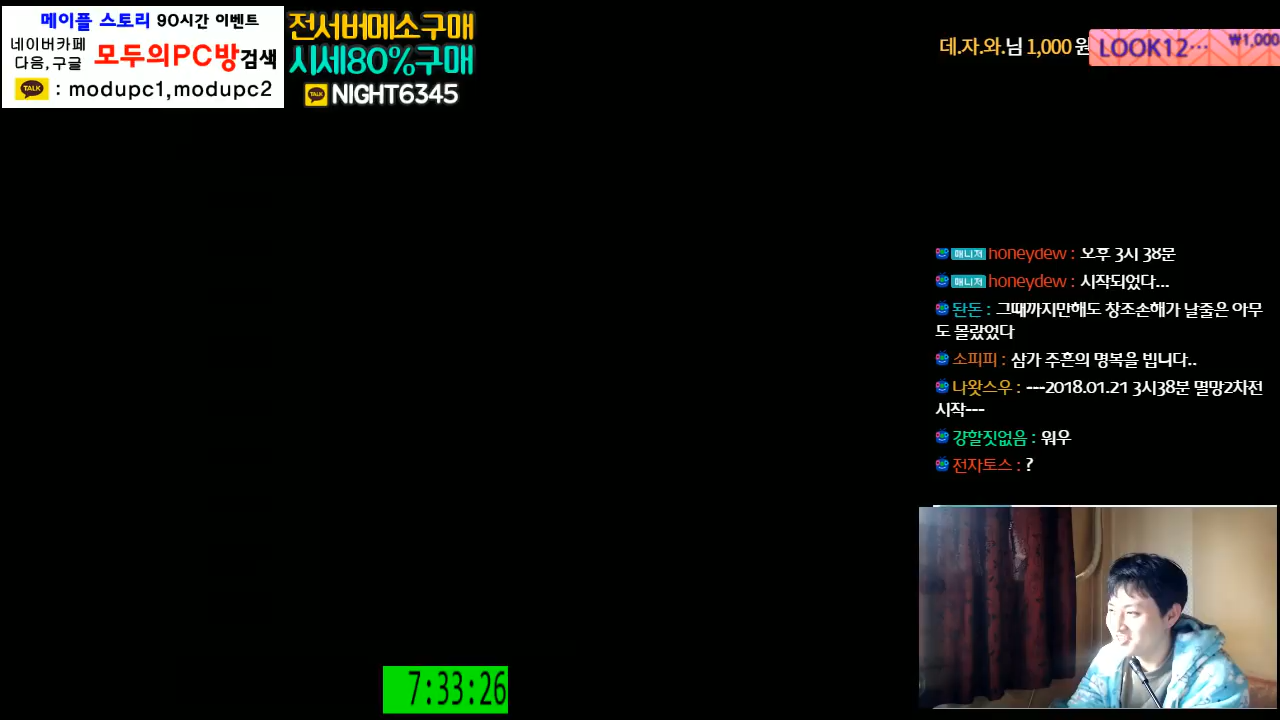 메이플 스토리 90시간 이벤트
네이버카페
다음,구글 모두의PC방검색
TALK : modupc1,modupc2
전서버메소구매
시세80%구매
TALK NIGHT6345
데.자.와.님 1,000 원
LOOK12… ₩1,000
매니저 honeydew : 오후 3시 38분
매니저 honeydew : 시작되었다...
돤돈 : 그때까지만해도 창조손해가 날줄은 아무
도 몰랐었다
소피피 : 삼가 주흔의 명복을 빕니다..
나왓스우 : ---2018.01.21 3시38분 멸망2차전
시작---
걍할짓없음 : 워우
전자토스 : ?
7:33:26